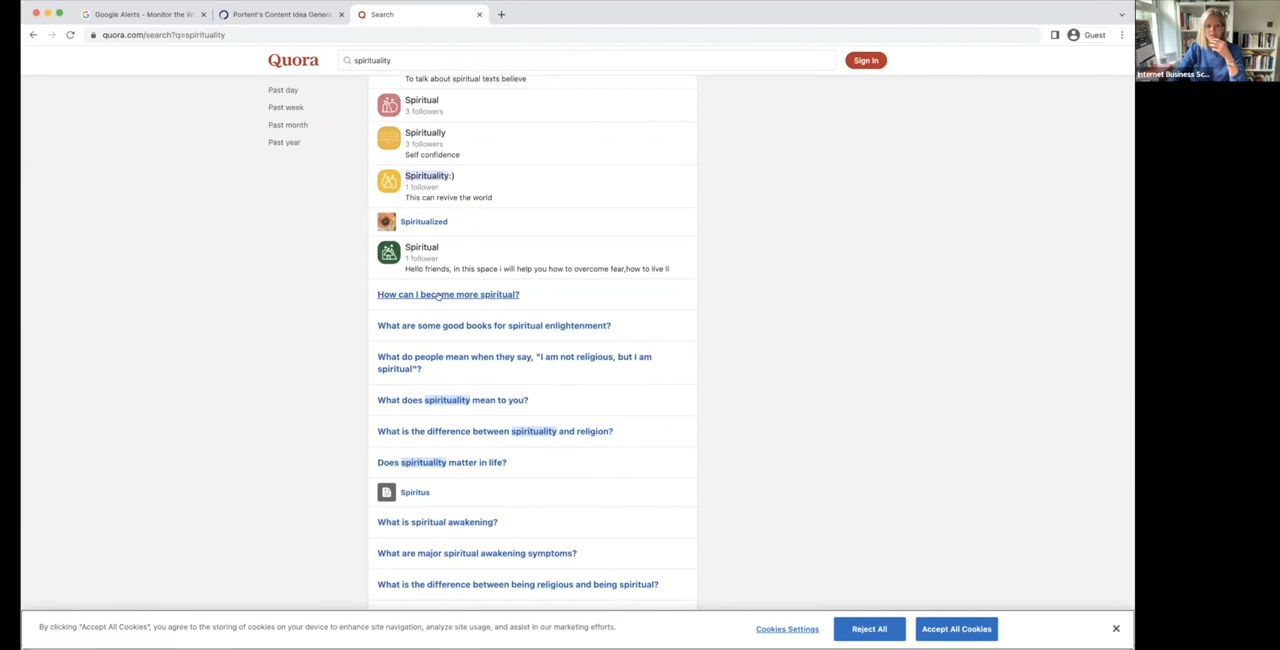 Google Alerts - Monitor the W
Portent's Content Idea Genera
Search
quora.com/search?q=spirituality
Guest
Quora
spirituality
Sign In
Past day
Past week
Past month
Past year
To talk about spiritual texts believe
Spiritual
3 followers
Spiritually
3 followers
Self confidence
Spirituality:)
1 follower
This can revive the world
Spiritualized
Spiritual
1 follower
Hello friends, in this space i will help you how to overcome fear,how to live li
How can I become more spiritual?
What are some good books for spiritual enlightenment?
What do people mean when they say, "I am not religious, but I am
spiritual"?
What does spirituality mean to you?
What is the difference between spirituality and religion?
Does spirituality matter in life?
Spiritus
What is spiritual awakening?
What are major spiritual awakening symptoms?
What is the difference between being religious and being spiritual?
By clicking "Accept All Cookies", you agree to the storing of cookies on your device to enhance site navigation, analyze site usage, and assist in our marketing efforts.
Cookies Settings
Reject All
Accept All Cookies
Internet Business Sc...